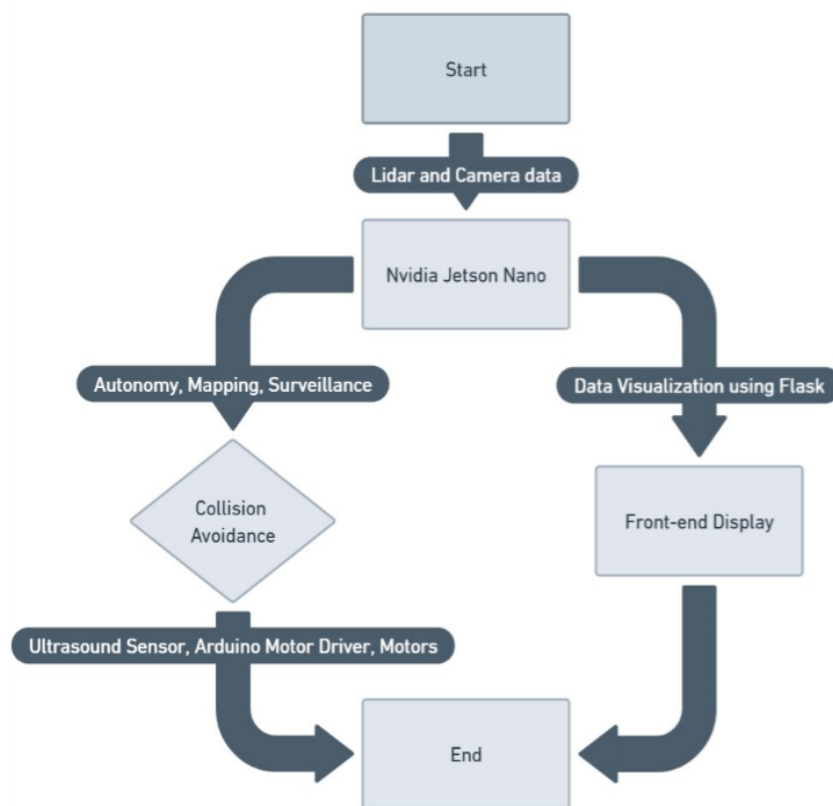 Start
Lidar and Camera data
Nvidia Jetson Nano
Autonomy, Mapping, Surveillance
Data Visualization using Flask
Collision
Avoidance
Front-end Display
Ultrasound Sensor, Arduino Motor Driver, Motors
End